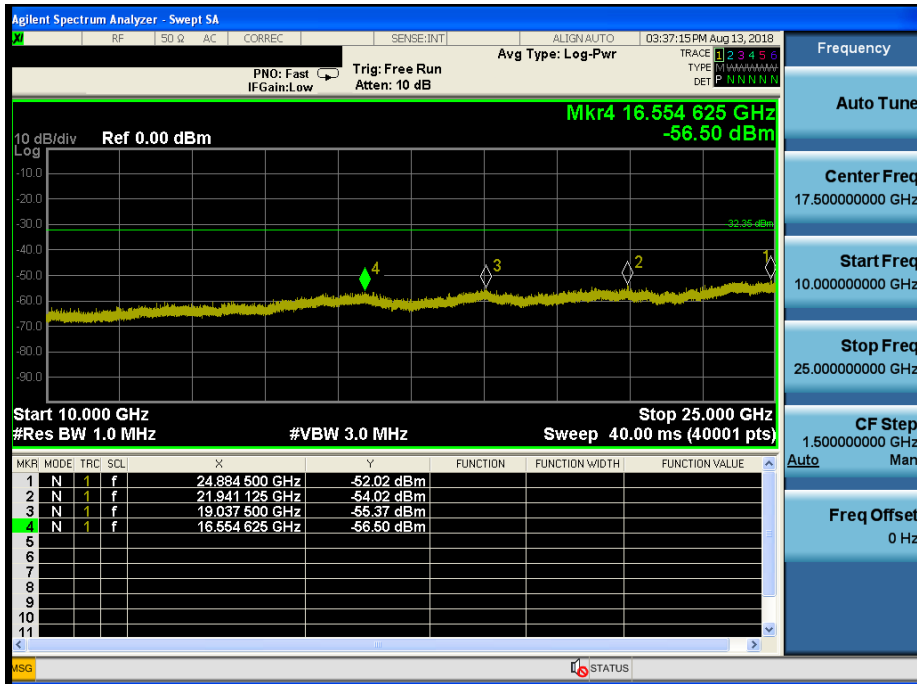 Agilent Spectrum Analyzer - Swept SA
XI RF 50 Ω AC CORREC SENSE:INT ALIGN AUTO 03:37:15 PM Aug 13, 2018
Avg Type: Log-Pwr TRACE 1 2 3 4 5 6
PNO: Fast Trig: Free Run TYPE M W W W W W
IFGain:Low Atten: 10 dB DET P N N N N N
Mkr4 16.554 625 GHz
10 dB/div Ref 0.00 dBm -56.50 dBm
Log
-10.0
-20.0
-30.0 -32.35 dBm
-40.0
-50.0
-60.0
-70.0
-80.0
-90.0
4 3 2 1
Start 10.000 GHz Stop 25.000 GHz
#Res BW 1.0 MHz #VBW 3.0 MHz Sweep 40.00 ms (40001 pts)
MKR MODE TRC SCL X Y FUNCTION FUNCTION WIDTH FUNCTION VALUE
1 N 1 f 24.884 500 GHz -52.02 dBm
2 N 1 f 21.941 125 GHz -54.02 dBm
3 N 1 f 19.037 500 GHz -55.37 dBm
4 N 1 f 16.554 625 GHz -56.50 dBm
5
6
7
8
9
10
11
MSG STATUS
Frequency
Auto Tune
Center Freq
17.500000000 GHz
Start Freq
10.000000000 GHz
Stop Freq
25.000000000 GHz
CF Step
1.500000000 GHz
Auto Man
Freq Offset
0 Hz